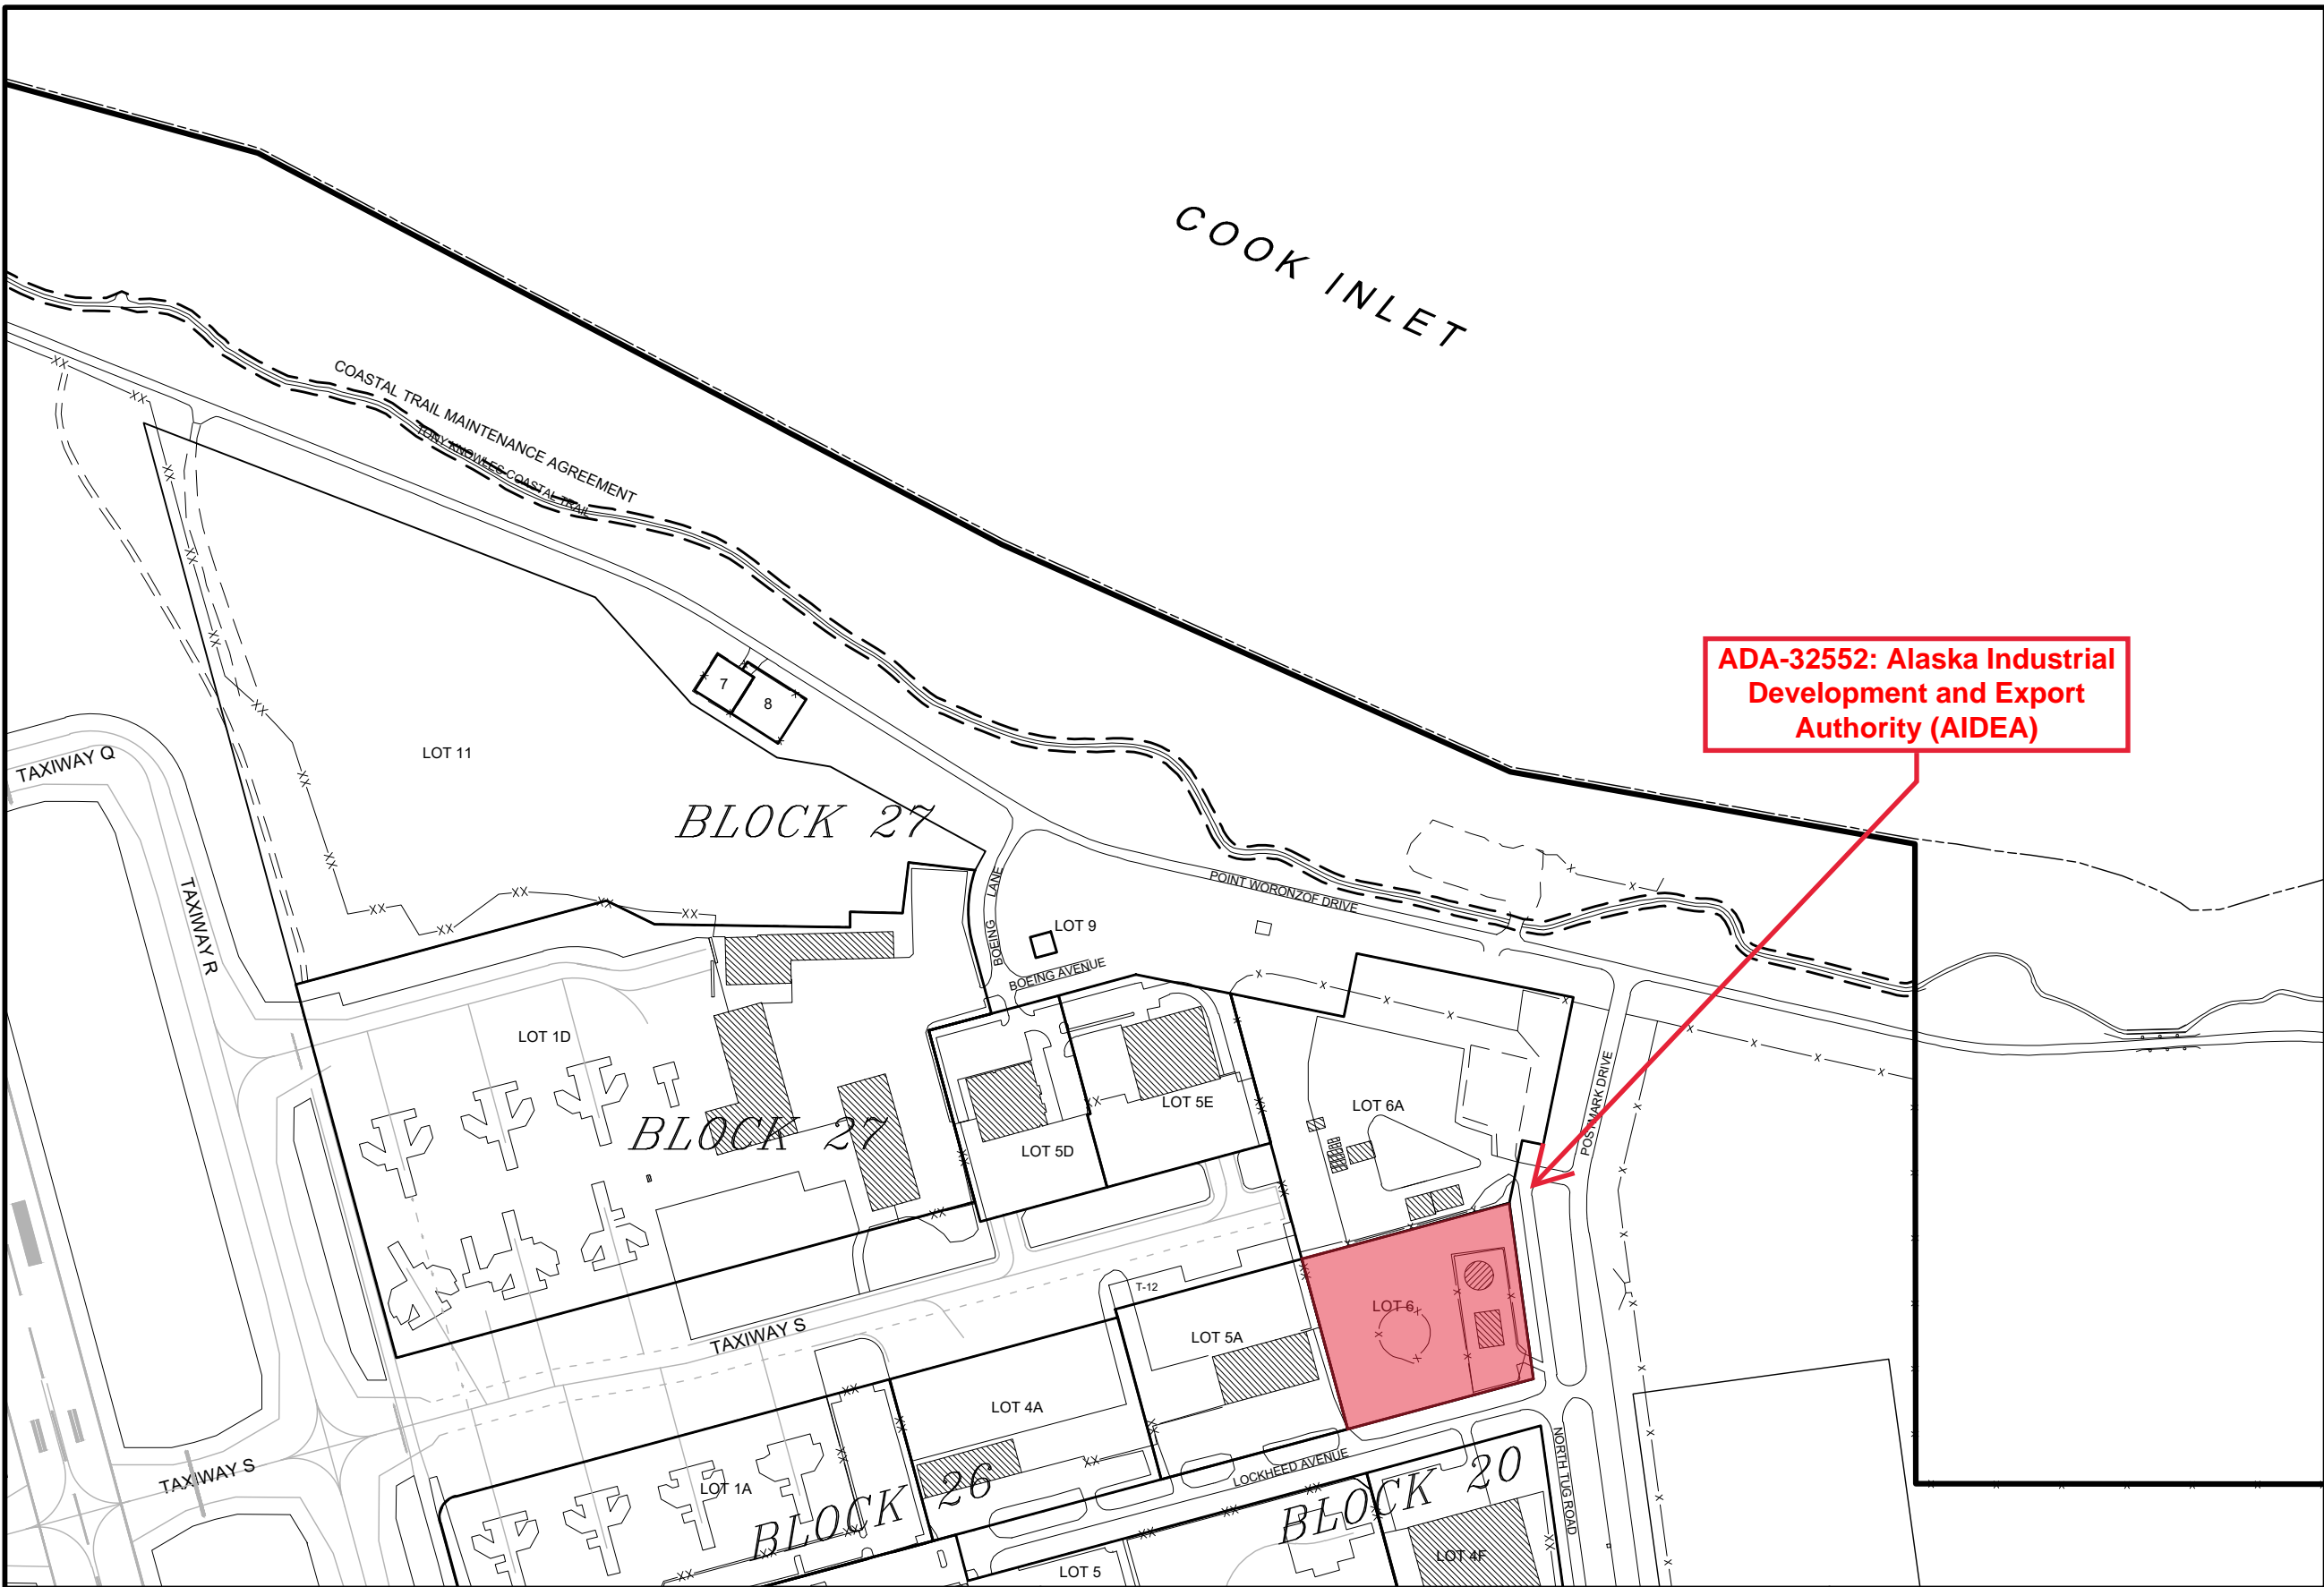 COOK INLET
COASTAL TRAIL MAINTENANCE AGREEMENT
TONY KNOWLES COASTAL TRAIL
ADA-32552: Alaska Industrial
Development and Export
Authority (AIDEA)
7
8
LOT 11
TAXIWAY Q
BLOCK 27
TAXIWAY R
POINT WORONZOF DRIVE
BOEING LANE
LOT 9
BOEING AVENUE
LOT 1D
POSTMARK DRIVE
LOT 5E
LOT 6A
BLOCK 27
LOT 5D
T-12
LOT 6
TAXIWAY S
LOT 5A
LOT 4A
TAXIWAY S
LOCKHEED AVENUE
NORTH TUG ROAD
LOT 1A
BLOCK 26
BLOCK 20
LOT 4F
LOT 5